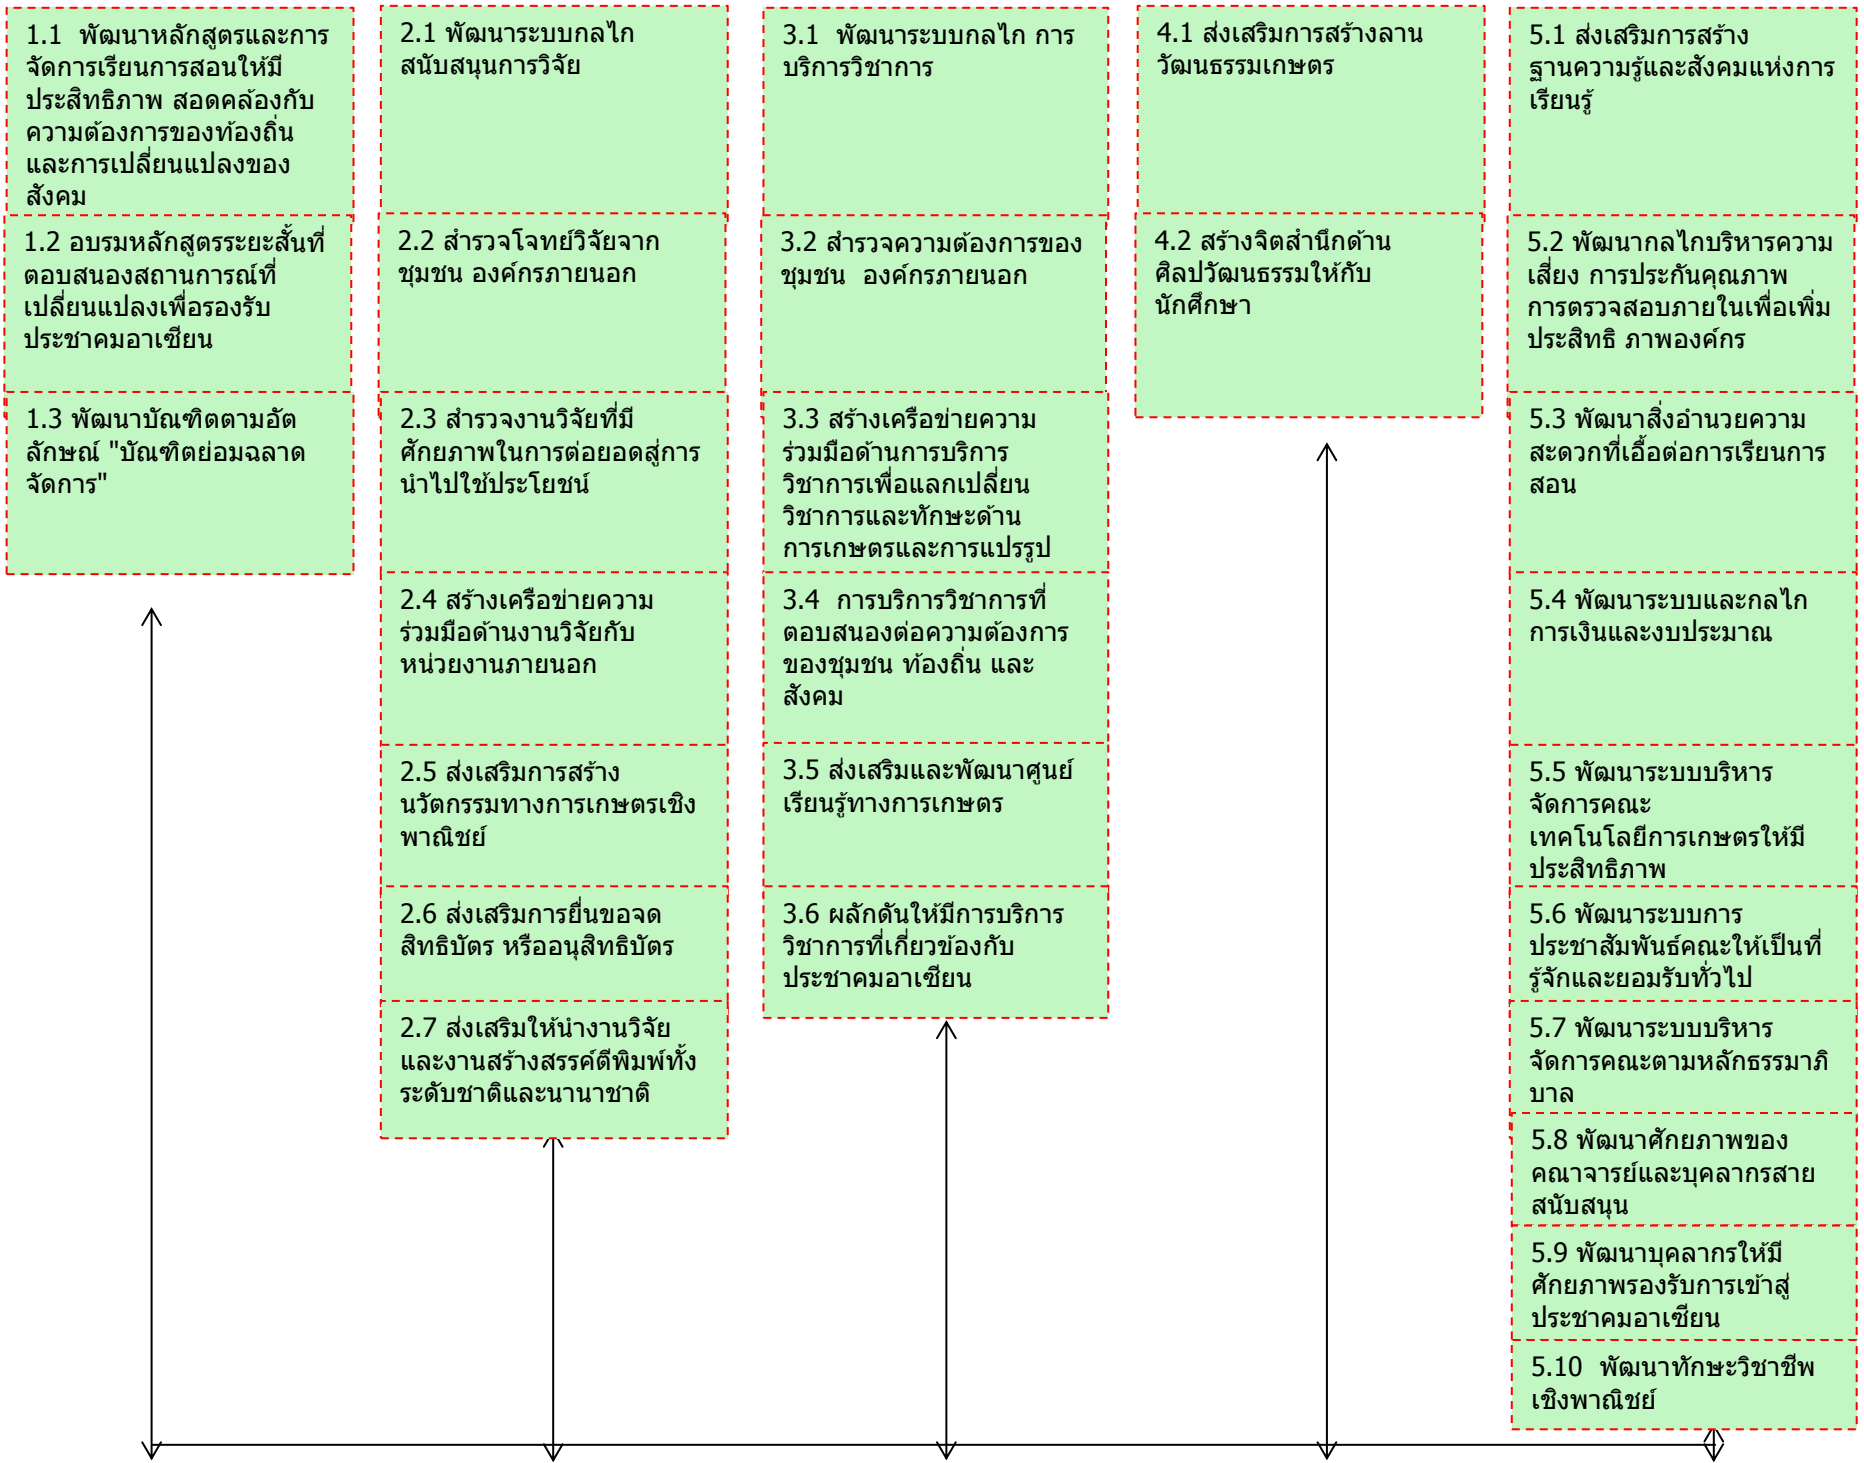 1.1  พัฒนาหลักสูตรและการ
จัดการเรียนการสอนให้มี
ประสิทธิภาพ สอดคล้องกับ
ความต้องการของท้องถิ่น
และการเปลี่ยนแปลงของ
สังคม
1.2 อบรมหลักสูตรระยะสั้นที่
ตอบสนองสถานการณ์ที่
เปลี่ยนแปลงเพื่อรองรับ
ประชาคมอาเซียน
1.3 พัฒนาบัณฑิตตามอัต
ลักษณ์ "บัณฑิตย่อมฉลาด
จัดการ"
2.1 พัฒนาระบบกลไก
สนับสนุนการวิจัย
2.2 สำรวจโจทย์วิจัยจาก
ชุมชน องค์กรภายนอก
2.3 สำรวจงานวิจัยที่มี
ศักยภาพในการต่อยอดสู่การ
นำไปใช้ประโยชน์
2.4 สร้างเครือข่ายความ
ร่วมมือด้านงานวิจัยกับ
หน่วยงานภายนอก
2.5 ส่งเสริมการสร้าง
นวัตกรรมทางการเกษตรเชิง
พาณิชย์
2.6 ส่งเสริมการยื่นขอจด
สิทธิบัตร หรืออนุสิทธิบัตร
2.7 ส่งเสริมให้นำงานวิจัย
และงานสร้างสรรค์ตีพิมพ์ทั้ง
ระดับชาติและนานาชาติ
3.1  พัฒนาระบบกลไก การ
บริการวิชาการ
3.2 สำรวจความต้องการของ
ชุมชน  องค์กรภายนอก
3.3 สร้างเครือข่ายความ
ร่วมมือด้านการบริการ
วิชาการเพื่อแลกเปลี่ยน
วิชาการและทักษะด้าน
การเกษตรและการแปรรูป
3.4  การบริการวิชาการที่
ตอบสนองต่อความต้องการ
ของชุมชน ท้องถิ่น และ
สังคม
3.5 ส่งเสริมและพัฒนาศูนย์
เรียนรู้ทางการเกษตร
3.6 ผลักดันให้มีการบริการ
วิชาการที่เกี่ยวข้องกับ
ประชาคมอาเซียน
4.1 ส่งเสริมการสร้างลาน
วัฒนธรรมเกษตร
4.2 สร้างจิตสำนึกด้าน
ศิลปวัฒนธรรมให้กับ
นักศึกษา
5.1 ส่งเสริมการสร้าง
ฐานความรู้และสังคมแห่งการ
เรียนรู้
5.2 พัฒนากลไกบริหารความ
เสี่ยง การประกันคุณภาพ
การตรวจสอบภายในเพื่อเพิ่ม
ประสิทธิ ภาพองค์กร
5.3 พัฒนาสิ่งอำนวยความ
สะดวกที่เอื้อต่อการเรียนการ
สอน
5.4 พัฒนาระบบและกลไก
การเงินและงบประมาณ
5.5 พัฒนาระบบบริหาร
จัดการคณะ
เทคโนโลยีการเกษตรให้มี
ประสิทธิภาพ
5.6 พัฒนาระบบการ
ประชาสัมพันธ์คณะให้เป็นที่
รู้จักและยอมรับทั่วไป
5.7 พัฒนาระบบบริหาร
จัดการคณะตามหลักธรรมาภิ
บาล
5.8 พัฒนาศักยภาพของ
คณาจารย์และบุคลากรสาย
สนับสนุน
5.9 พัฒนาบุคลากรให้มี
ศักยภาพรองรับการเข้าสู่
ประชาคมอาเซียน
5.10  พัฒนาทักษะวิชาชีพ
เชิงพาณิชย์